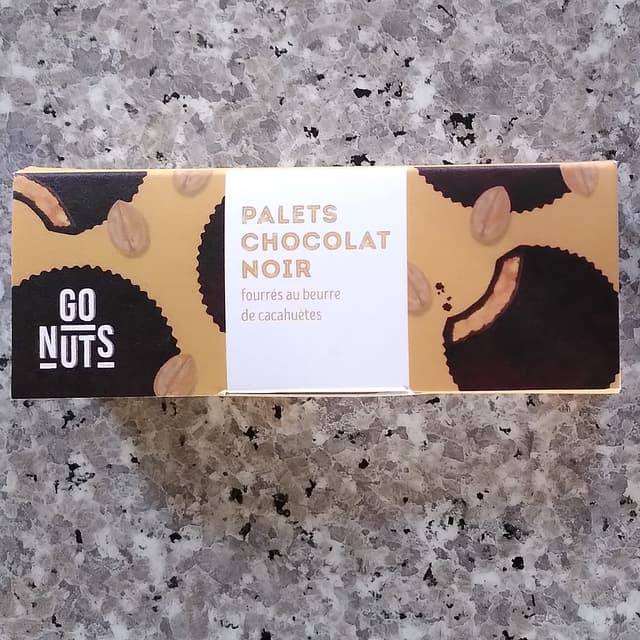 GO
NUTS
PALETS
CHOCOLAT
NOIR
fourrés au beurre
de cacahuètes